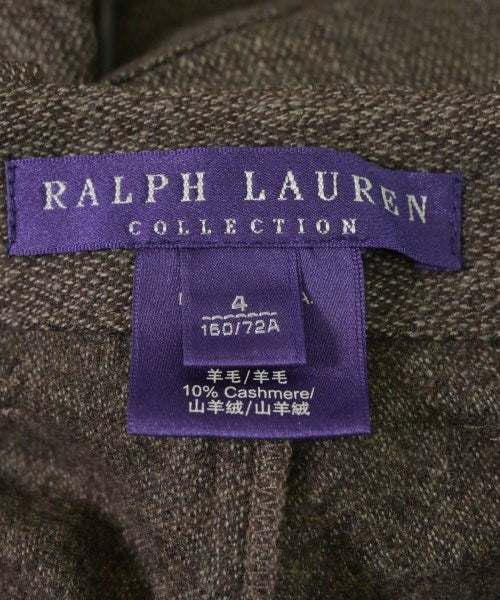 RALPH LAUREN
COLLECTION
4
160/72A
羊毛/羊毛
10% Cashmere/
山羊绒/山羊絨